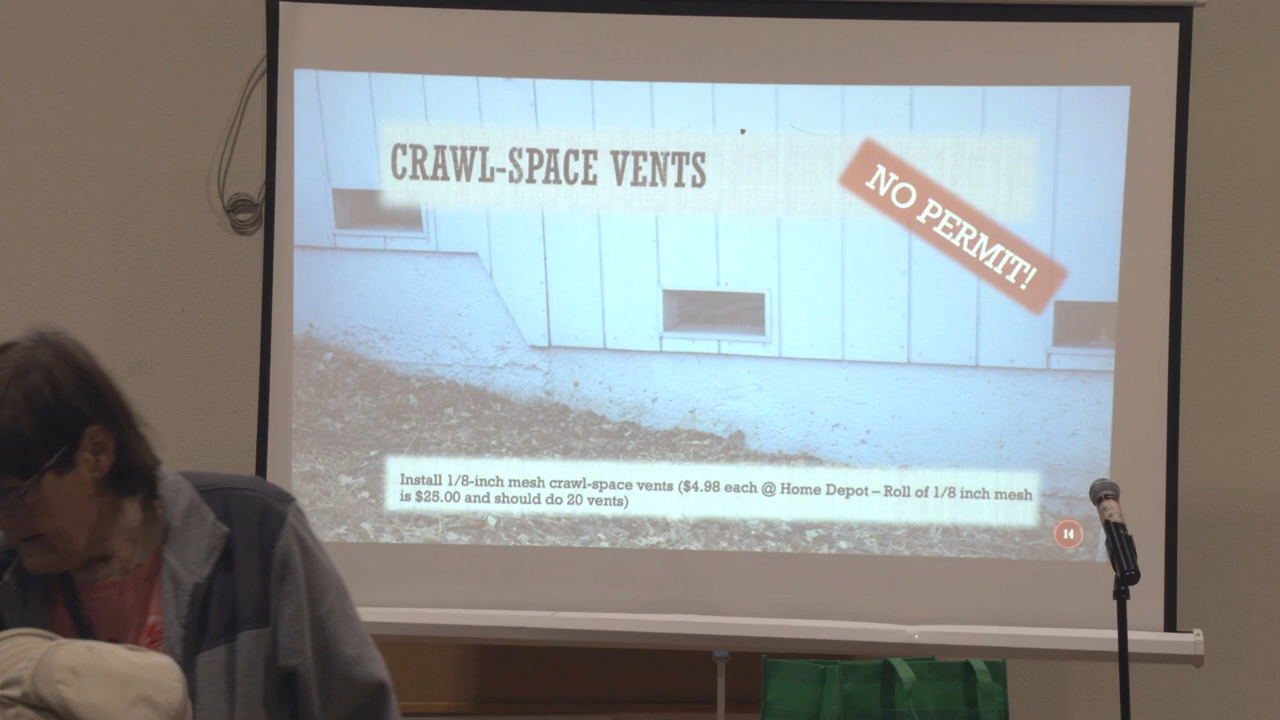 CRAWL-SPACE VENTS
NO PERMIT!
Install 1/8-inch mesh crawl-space vents ($4.98 each @ Home Depot – Roll of 1/8 inch mesh
is $25.00 and should do 20 vents)
14